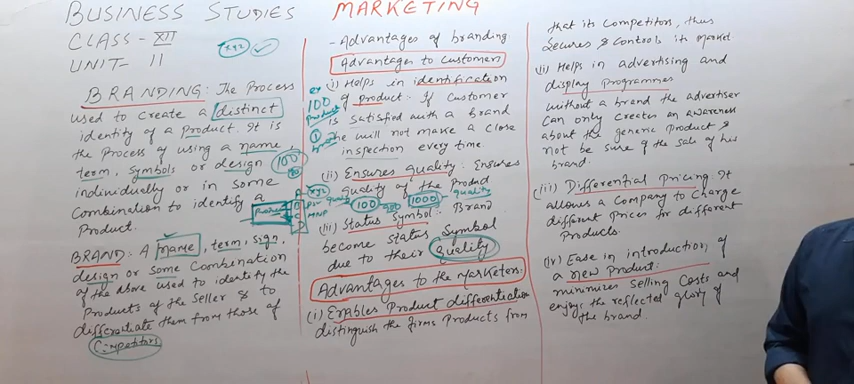 BUSINESS STUDIES
MARKETING
CLASS - XII
UNIT - 11
xyz
BRANDING: The Process
used to create a distinct
identity of a Product. It is
the Process of using a name,
term, symbols or design
individually or in some
Combination to identify a
Product.
100
BRAND: A name, term, sign,
design or some Combination
of the above used to identify the
Products of the Seller & to
differentiate them from those of
Competitors
- Advantages of branding
Advantages to Customers
(i) Helps in identification
of product: If Customer
is satisfied with a brand
he will not make a close
inspection every time
100
Product
(ii) Ensures quality: Ensures
quality of the Product
xyz
100
1000
quality
(iii) Status Symbol: Brand
become Status Symbol
due to their quality
Advantages to the Marketers:
(i) Enables Product differentiation
distinguish the firms Products from
that its Competitors, thus
Secures & Controls its market
(ii) Helps in advertising and
display programmes
without a brand the advertiser
Can only creates an awareness
about the generic Product &
not be sure of the sale of his
brand.
(iii) Differential Pricing It
allows a Company to Charge
different Prices for different
Products.
(iv) Ease in introduction of
a new Product:
minimizes Selling Costs and
enjoys the reflected glory of
the brand.